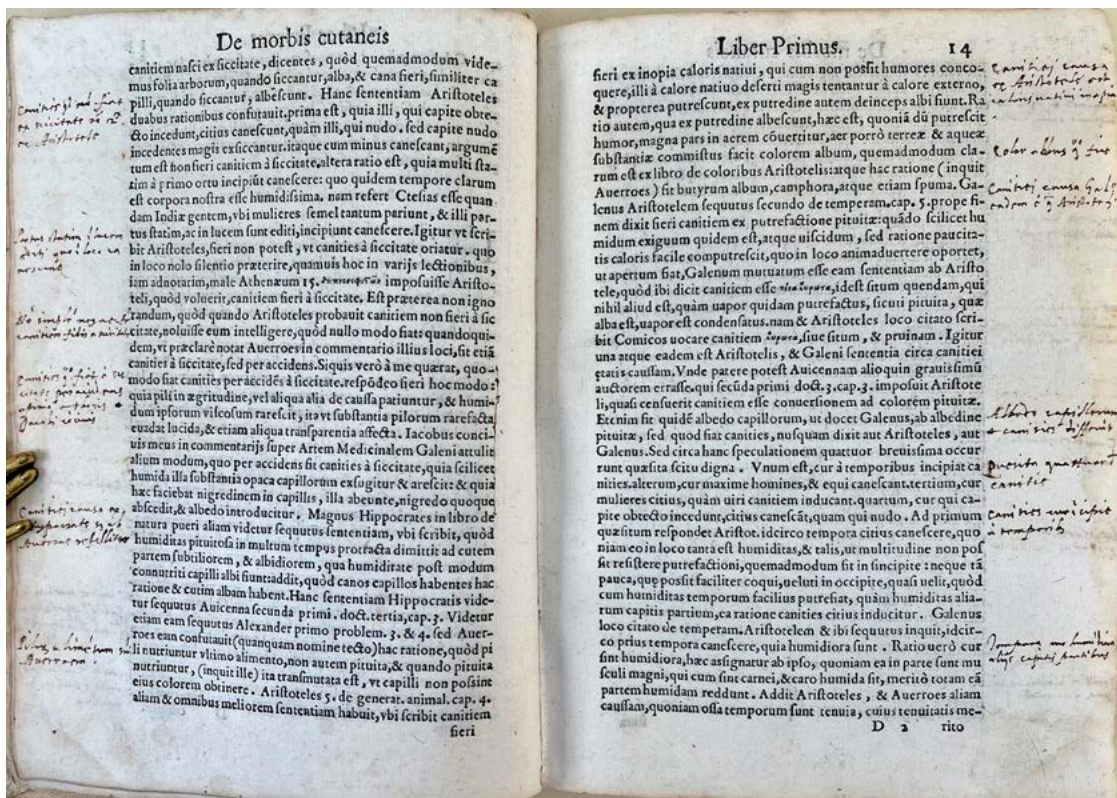 De morbis cutaneis
canitiem nasci ex siccitate, dicentes, quòd quemadmodum vide-
mus folia arborum, quando siccantur, alba, & cana fieri, similiter ca
pilli, quando siccantur, albescunt. Hanc sententiam Aristoteles
duabus rationibus confutauit. prima est, quia illi, qui capite obte-
cto incedunt, citius canescunt, quàm illi, qui nudo. sed capite nudo
incedentes magis exsiccantur. itaque cum minus canescant, argumē
tum est non fieri canitiem à siccitate. altera ratio est, quia multi sta-
tim à primo ortu incipiūt canescere: quo quidem tempore clarum
est corpora nostra esse humidissima. nam refert Ctesias esse quan
dam Indiæ gentem, vbi mulieres semel tantum pariunt, & illi par-
tus statim, ac in lucem sunt editi, incipiunt canescere. Igitur vt scri-
bit Aristoteles, fieri non potest, vt canities à siccitate oriatur. quo
in loco nolo silentio præterire, quamuis hoc in varijs lectionibus,
iam adnotarim, male Athenæum 15. imposuisse Aristo-
teli, quòd voluerit, canitiem fieri à siccitate. Est præterea non igno
randum, quòd quando Aristoteles probauit canitiem non fieri à sic
citate, noluisse eum intelligere, quòd nullo modo fiat: quandoqui-
dem, vt præclarè notat Auerroes in commentario illius loci, fit etiā
canities à siccitate, sed per accidens. Siquis verò à me quærat, quo-
modo fiat canities per accidēs à siccitate. respōdeo fieri hoc modo:
quia pili in ægritudine, vel aliqua alia de caussa patiuntur, & humi-
dum ipsorum viscosum rarescit, ita vt substantia pilorum rarefacta
euadat lucida, & etiam aliqua transparentia affecta. Iacobus conci-
uis meus in commentarijs super Artem Medicinalem Galeni attulit
alium modum, quo per accidens fit canities à siccitate, quia scilicet
humida illa substantia opaca capillorum exsugitur & arescit: & quia
hæc faciebat nigredinem in capillis, illa abeunte, nigredo quoque
abscedit, & albedo introducitur. Magnus Hippocrates in libro de
natura pueri aliam videtur sequutus sententiam, vbi scribit, quòd
humiditas pituitosa in multum tempus protracta dimittit ad cutem
partem subtiliorem, & albidiorem, qua humiditate post modum
connutriti capilli albi fiunt: addit, quòd canos capillos habentes hac
ratione & cutim albam habent. Hanc sententiam Hippocratis vide-
tur sequutus Auicenna secunda primi. doct. tertia, cap. 3. Videtur
etiam eam sequutus Alexander primo problem. 3. & 4. sed Auer-
roes eam confutauit (quanquam nomine tecto) hac ratione, quòd pi
li nutriuntur vltimo alimento, non autem pituita, & quando pituita
nutriuntur, (inquit ille) ita transmutata est, vt capilli non possint
eius colorem obtinere. Aristoteles 5. de generat. animal. cap. 4.
aliam & omnibus meliorem sententiam habuit, vbi scribit canitiem
fieri
Liber Primus. 14
fieri ex inopia caloris natiui, qui cum non possit humores conco-
quere, illi à calore natiuo deserti magis tentantur à calore externo,
& propterea putrescunt, ex putredine autem deinceps albi fiunt. Ra
tio autem, qua ex putredine albescunt, hæc est, quoniā dū putrescit
humor, magna pars in aerem cōuertitur, aer porrò terreæ & aqueæ
substantiæ commistus facit colorem album, quemadmodum cla-
rum est ex libro de coloribus Aristotelis: atque hac ratione (inquit
Auerroes) fit butyrum album, camphora, atque etiam spuma. Ga-
lenus Aristotelem sequutus secundo de temperam. cap. 5. prope fi-
nem dixit fieri canitiem ex putrefactione pituitæ: quādo scilicet hu
midum exiguum quidem est, atque uiscidum, sed ratione paucita-
tis caloris facile computrescit, quo in loco animaduertere oportet,
ut apertum fiat, Galenum mutuatum esse eam sententiam ab Aristo
tele, quòd ibi dicit canitiem esse idest situm quendam, qui
nihil aliud est, quàm uapor quidam putrefactus, sicuti pituita, quæ
alba est, uapor est condensatus. nam & Aristoteles loco citato scri-
bit Comicos uocare canitiem siue situm, & pruinam. Igitur
una atque eadem est Aristotelis, & Galeni sententia circa canitiei
ętatis caussam. Vnde patere potest Auicennam alioquin grauissimū
auctorem errasse. qui secūda primi doct. 3. cap. 3. imposuit Aristote
li, quasi censuerit canitiem esse conuersionem ad colorem pituitæ.
Etenim fit quidē albedo capillorum, ut docet Galenus, ab albedine
pituitæ, sed quod fiat canities, nusquam dixit aut Aristoteles, aut
Galenus. Sed circa hanc speculationem quattuor breuissima occur
runt quæsita scitu digna. Vnum est, cur à temporibus incipiat ca
nities. alterum, cur maxime homines, & equi canescant. tertium, cur
mulieres citius, quàm uiri canitiem inducant. quartum, cur qui ca-
pite obtecto incedunt, citius canescāt, quam qui nudo. Ad primum
quæsitum respondet Aristot. idcirco tempora citius canescere, quo
niam eo in loco tanta est humiditas, & talis, ut multitudine non pos
sit resistere putrefactioni, quemadmodum fit in sincipite: neque tā
pauca, quę possit faciliter coqui, ueluti in occipite, quasi uelit, quòd
cum humiditas temporum facilius putrefiat, quàm humiditas alia-
rum capitis partium, ea ratione canities citius inducitur. Galenus
loco citato de temperam. Aristotelem & ibi sequutus inquit, idcir-
co prius tempora canescere, quia humidiora sunt. Ratio uerò cur
sint humidiora, hæc assignatur ab ipso, quoniam ea in parte sunt mu
sculi magni, qui cum sint carnei, & caro humida sit, meritò totam eā
partem humidam reddunt. Addit Aristoteles, & Auerroes aliam
caussam, quoniam ossa temporum sunt tenuia, cuius tenuitatis me-
D 2 rito